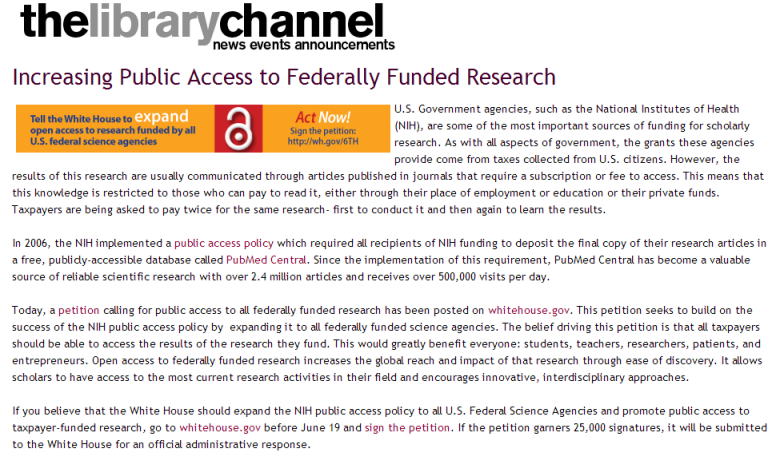 thelibrarychannel
news events announcements
Increasing Public Access to Federally Funded Research
Tell the White House to expand
open access to research funded by all
U.S. federal science agencies
Act Now!
Sign the petition:
http://wh.gov/6TH
U.S. Government agencies, such as the National Institutes of Health
(NIH), are some of the most important sources of funding for scholarly
research. As with all aspects of government, the grants these agencies
provide come from taxes collected from U.S. citizens. However, the
results of this research are usually communicated through articles published in journals that require a subscription or fee to access. This means that
this knowledge is restricted to those who can pay to read it, either through their place of employment or education or their private funds.
Taxpayers are being asked to pay twice for the same research- first to conduct it and then again to learn the results.
In 2006, the NIH implemented a public access policy which required all recipients of NIH funding to deposit the final copy of their research articles in
a free, publicly-accessible database called PubMed Central. Since the implementation of this requirement, PubMed Central has become a valuable
source of reliable scientific research with over 2.4 million articles and receives over 500,000 visits per day.
Today, a petition calling for public access to all federally funded research has been posted on whitehouse.gov. This petition seeks to build on the
success of the NIH public access policy by expanding it to all federally funded science agencies. The belief driving this petition is that all taxpayers
should be able to access the results of the research they fund. This would greatly benefit everyone: students, teachers, researchers, patients, and
entrepreneurs. Open access to federally funded research increases the global reach and impact of that research through ease of discovery. It allows
scholars to have access to the most current research activities in their field and encourages innovative, interdisciplinary approaches.
If you believe that the White House should expand the NIH public access policy to all U.S. Federal Science Agencies and promote public access to
taxpayer-funded research, go to whitehouse.gov before June 19 and sign the petition. If the petition garners 25,000 signatures, it will be submitted
to the White House for an official administrative response.